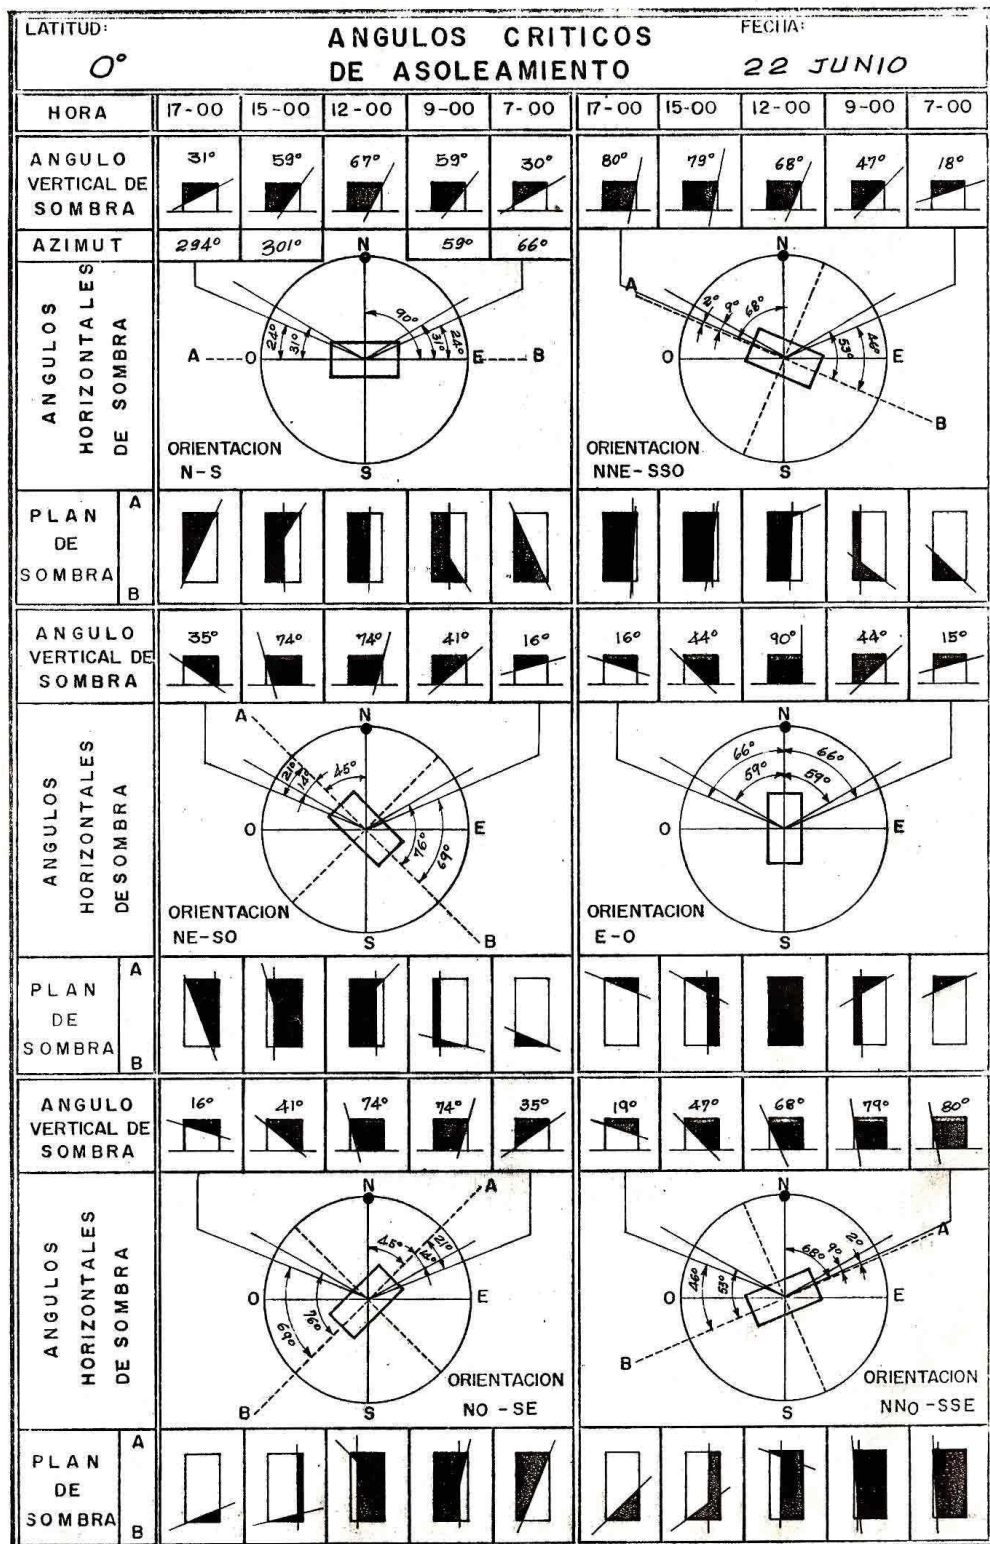 LATITUD:
0°
ANGULOS CRITICOS
DE ASOLEAMIENTO
FECHA:
22 JUNIO
HORA 17-00 15-00 12-00 9-00 7-00 17-00 15-00 12-00 9-00 7-00
ANGULO
VERTICAL DE
SOMBRA
31° 59° 67° 59° 30° 80° 79° 68° 47° 18°
AZIMUT 294° 301° 59° 66°
ANGULOS
HORIZONTALES
DE SOMBRA
N
A O E B
S
24° 31° 90° 31° 24°
ORIENTACION
N-S
N
A
O E
B
S
2° 9° 68° 53° 46°
ORIENTACION
NNE-SSO
PLAN
DE
SOMBRA
A
B
ANGULO
VERTICAL DE
SOMBRA
35° 74° 74° 41° 16° 16° 44° 90° 44° 15°
ANGULOS
HORIZONTALES
DE SOMBRA
A N
O E
S B
21° 14° 45° 76° 69°
ORIENTACION
NE-SO
N
O E
S
66° 66°
59° 59°
ORIENTACION
E-O
PLAN
DE
SOMBRA
A
B
ANGULO
VERTICAL DE
SOMBRA
16° 41° 74° 74° 35° 19° 47° 68° 79° 80°
ANGULOS
HORIZONTALES
DE SOMBRA
N A
O E
B S
45° 21° 14° 69° 76°
ORIENTACION
NO-SE
N
A
O E
B
S
68° 9° 2° 46° 53°
ORIENTACION
NNO-SSE
PLAN
DE
SOMBRA
A
B